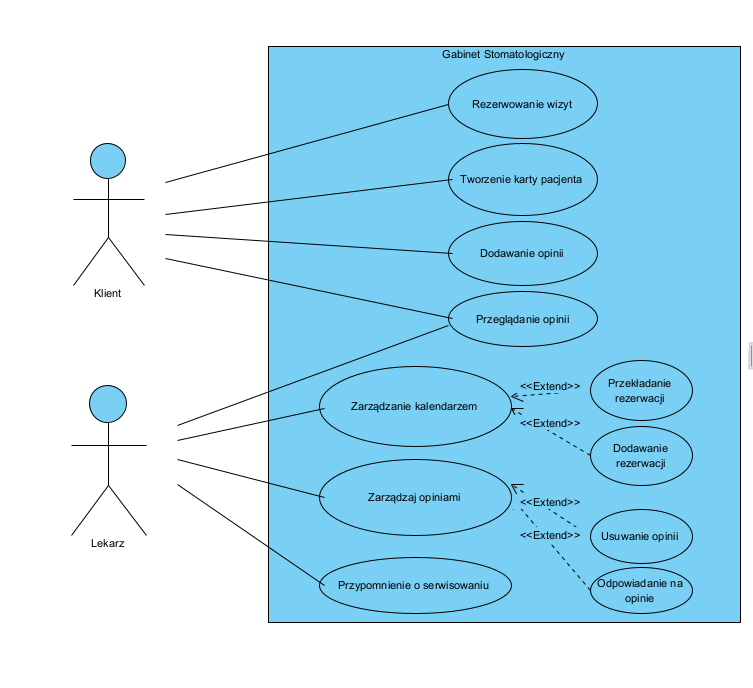 Gabinet Stomatologiczny
Rezerwowanie wizyt
Tworzenie karty pacjenta
Dodawanie opinii
Przeglądanie opinii
Klient
Zarządzanie kalendarzem
<<Extend>>
Przekładanie
rezerwacji
<<Extend>>
Dodawanie
rezerwacji
Zarządzaj opiniami
<<Extend>>
Usuwanie opinii
<<Extend>>
Odpowiadanie na
opinie
Lekarz
Przypomnienie o serwisowaniu